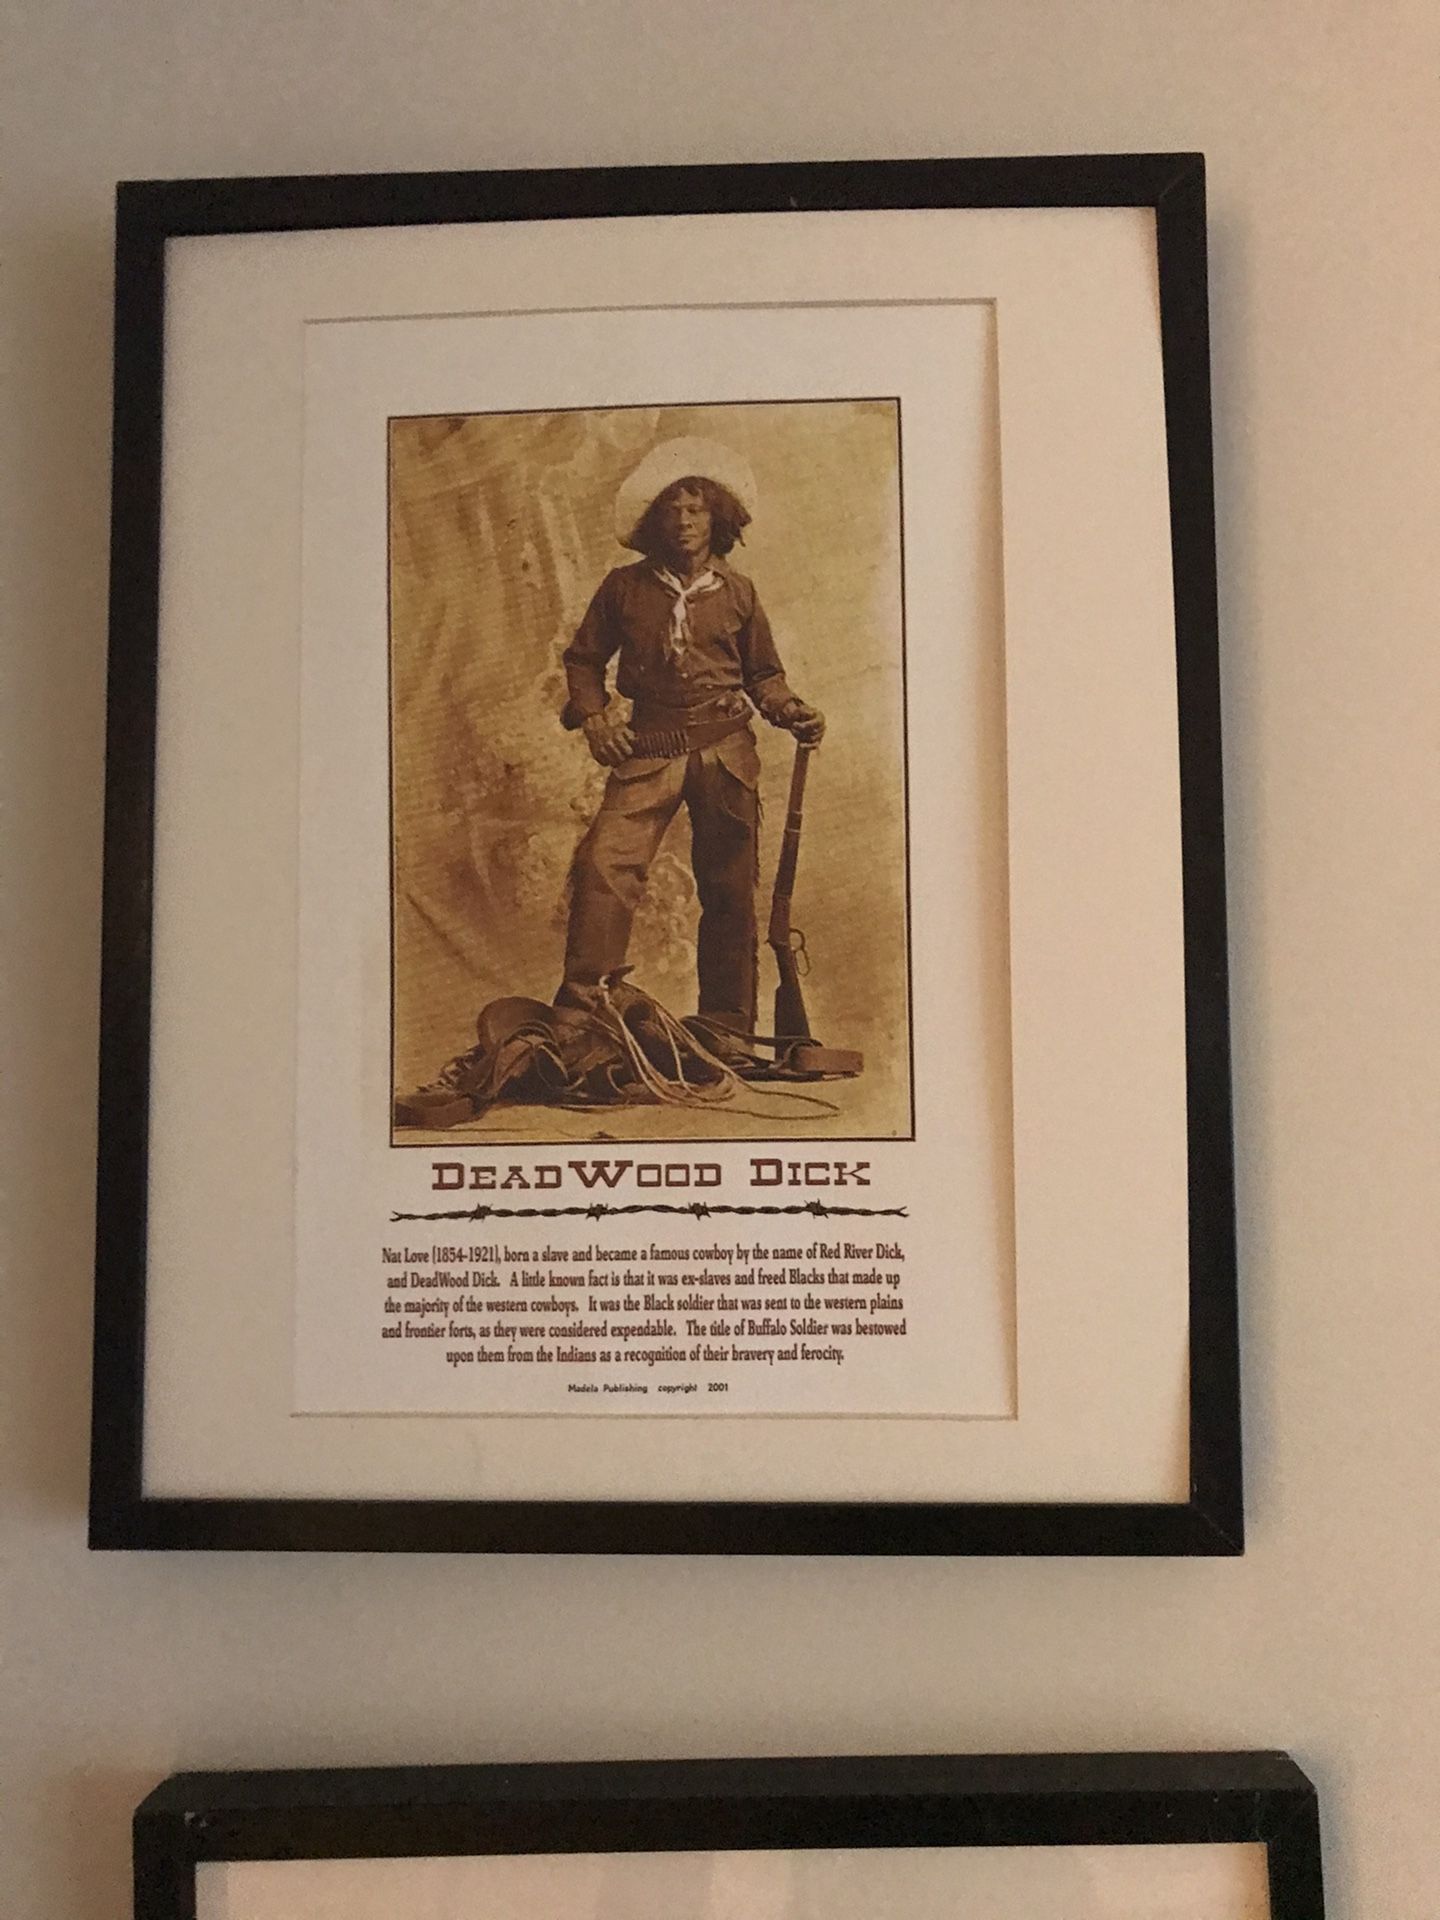 DEADWOOD DICK
Nat Love (1854-1921), born a slave and became a famous cowboy by the name of Red River Dick,
and DeadWood Dick. A little known fact is that it was ex-slaves and freed Blacks that made up
the majority of the western cowboys. It was the Black soldier that was sent to the western plains
and frontier forts, as they were considered expendable. The title of Buffalo Soldier was bestowed
upon them from the Indians as a recognition of their bravery and ferocity.
Madela Publishing copyright 2001